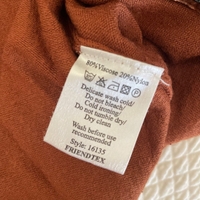 80%Viscose 20%Nylon
Delicate wash cold/
Do not bleach/
Cold ironing/
Do not tumble dry/
Dry clean
Wash before use
recommended
Style: 16135
FRIENDTEX